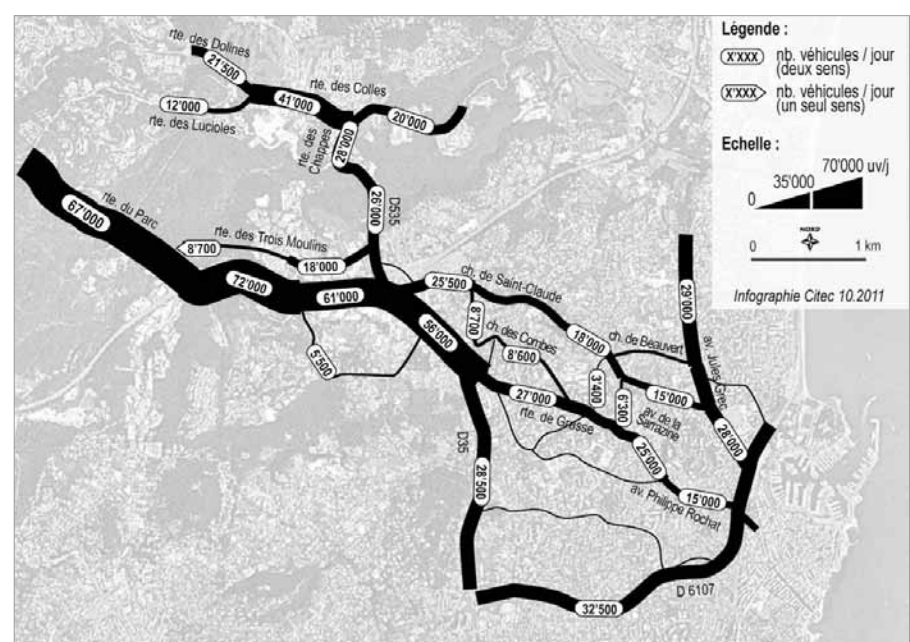 rte. des Dolines
21'500
12'000
rte. des Lucioles
41'000
rte. des Colles
20'000
rte. des
Chappes
28'000
26'000
D535
67'000
rte. du Parc
rte. des Trois Moulins
8'700
18'000
72'000
61'000
5'500
56'000
25'500
ch. de Saint-Claude
8'700
ch. des Combes
8'600
18'000
ch. de Beauvert
3'400
6'300
15'000
av. de la
Sarrazine
29'000
av. Jules Grec
28'000
27'000
rte. de Grasse
25'000
15'000
av. Philippe Rochat
D35
28'500
32'500
D 6107
Légende :
X'XXX
nb. véhicules / jour
(deux sens)
X'XXX
nb. véhicules / jour
(un seul sens)
Echelle :
70'000 uv/j
35'000
0
NORD
0
1 km
Infographie Citec 10.2011